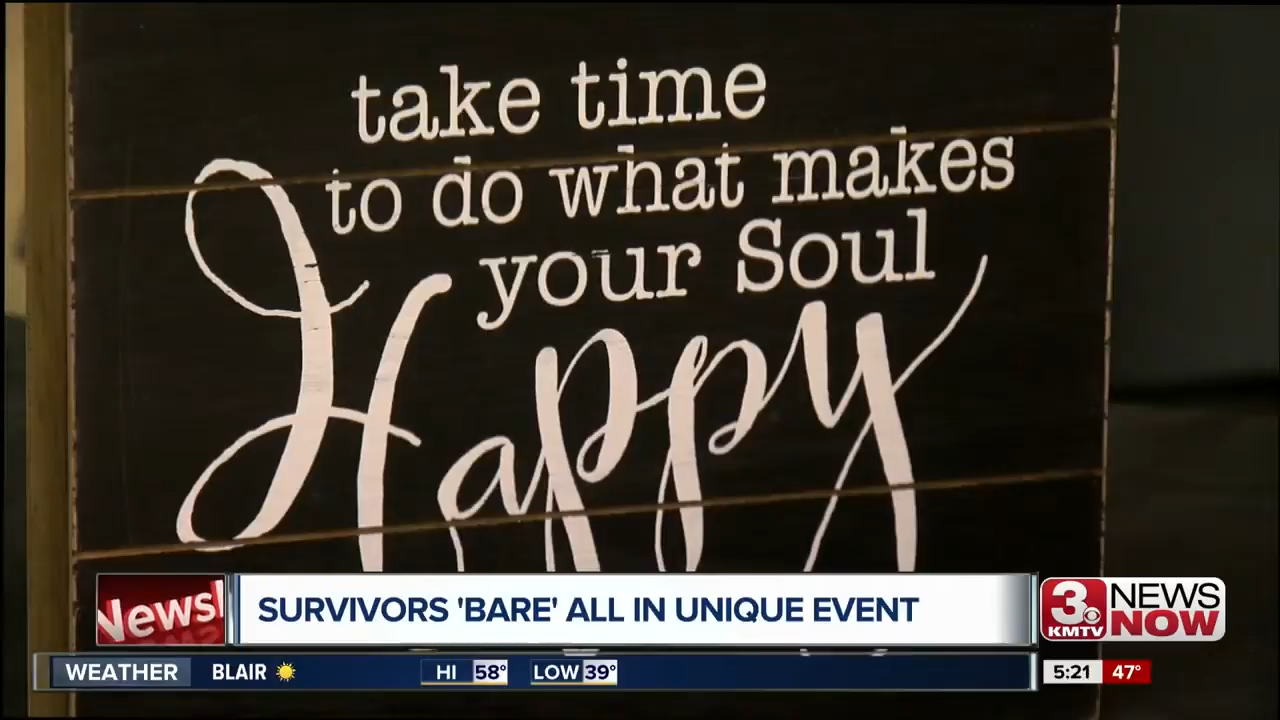 take time
to do what makes
your Soul
Happy
News!
SURVIVORS 'BARE' ALL IN UNIQUE EVENT
3 NEWS
KMTV NOW
WEATHER BLAIR HI 58° LOW 39° 5:21 47°